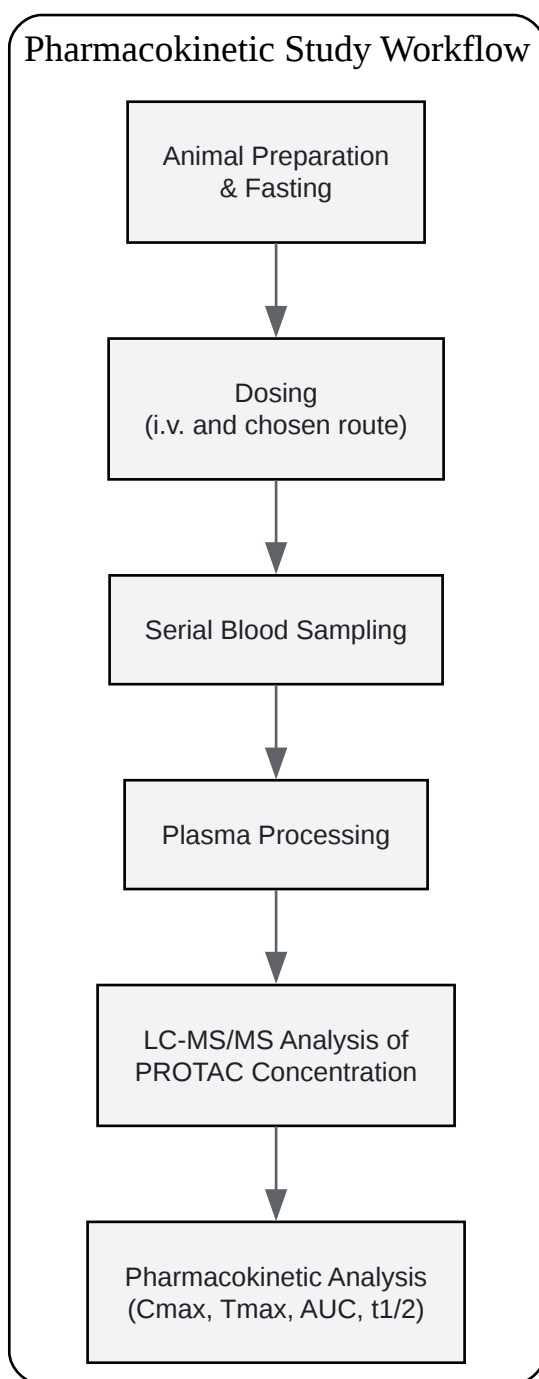 Pharmacokinetic Study Workflow
Animal Preparation
& Fasting
Dosing
(i.v. and chosen route)
Serial Blood Sampling
Plasma Processing
LC-MS/MS Analysis of
PROTAC Concentration
Pharmacokinetic Analysis
(Cmax, Tmax, AUC, t1/2)